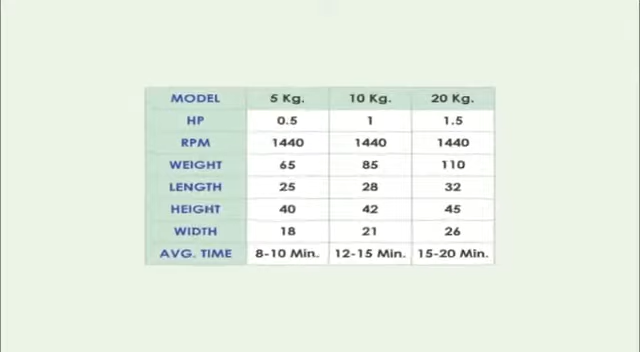 MODEL 5 Kg. 10 Kg. 20 Kg.
HP 0.5 1 1.5
RPM 1440 1440 1440
WEIGHT 65 85 110
LENGTH 25 28 32
HEIGHT 40 42 45
WIDTH 18 21 26
AVG. TIME 8-10 Min. 12-15 Min. 15-20 Min.